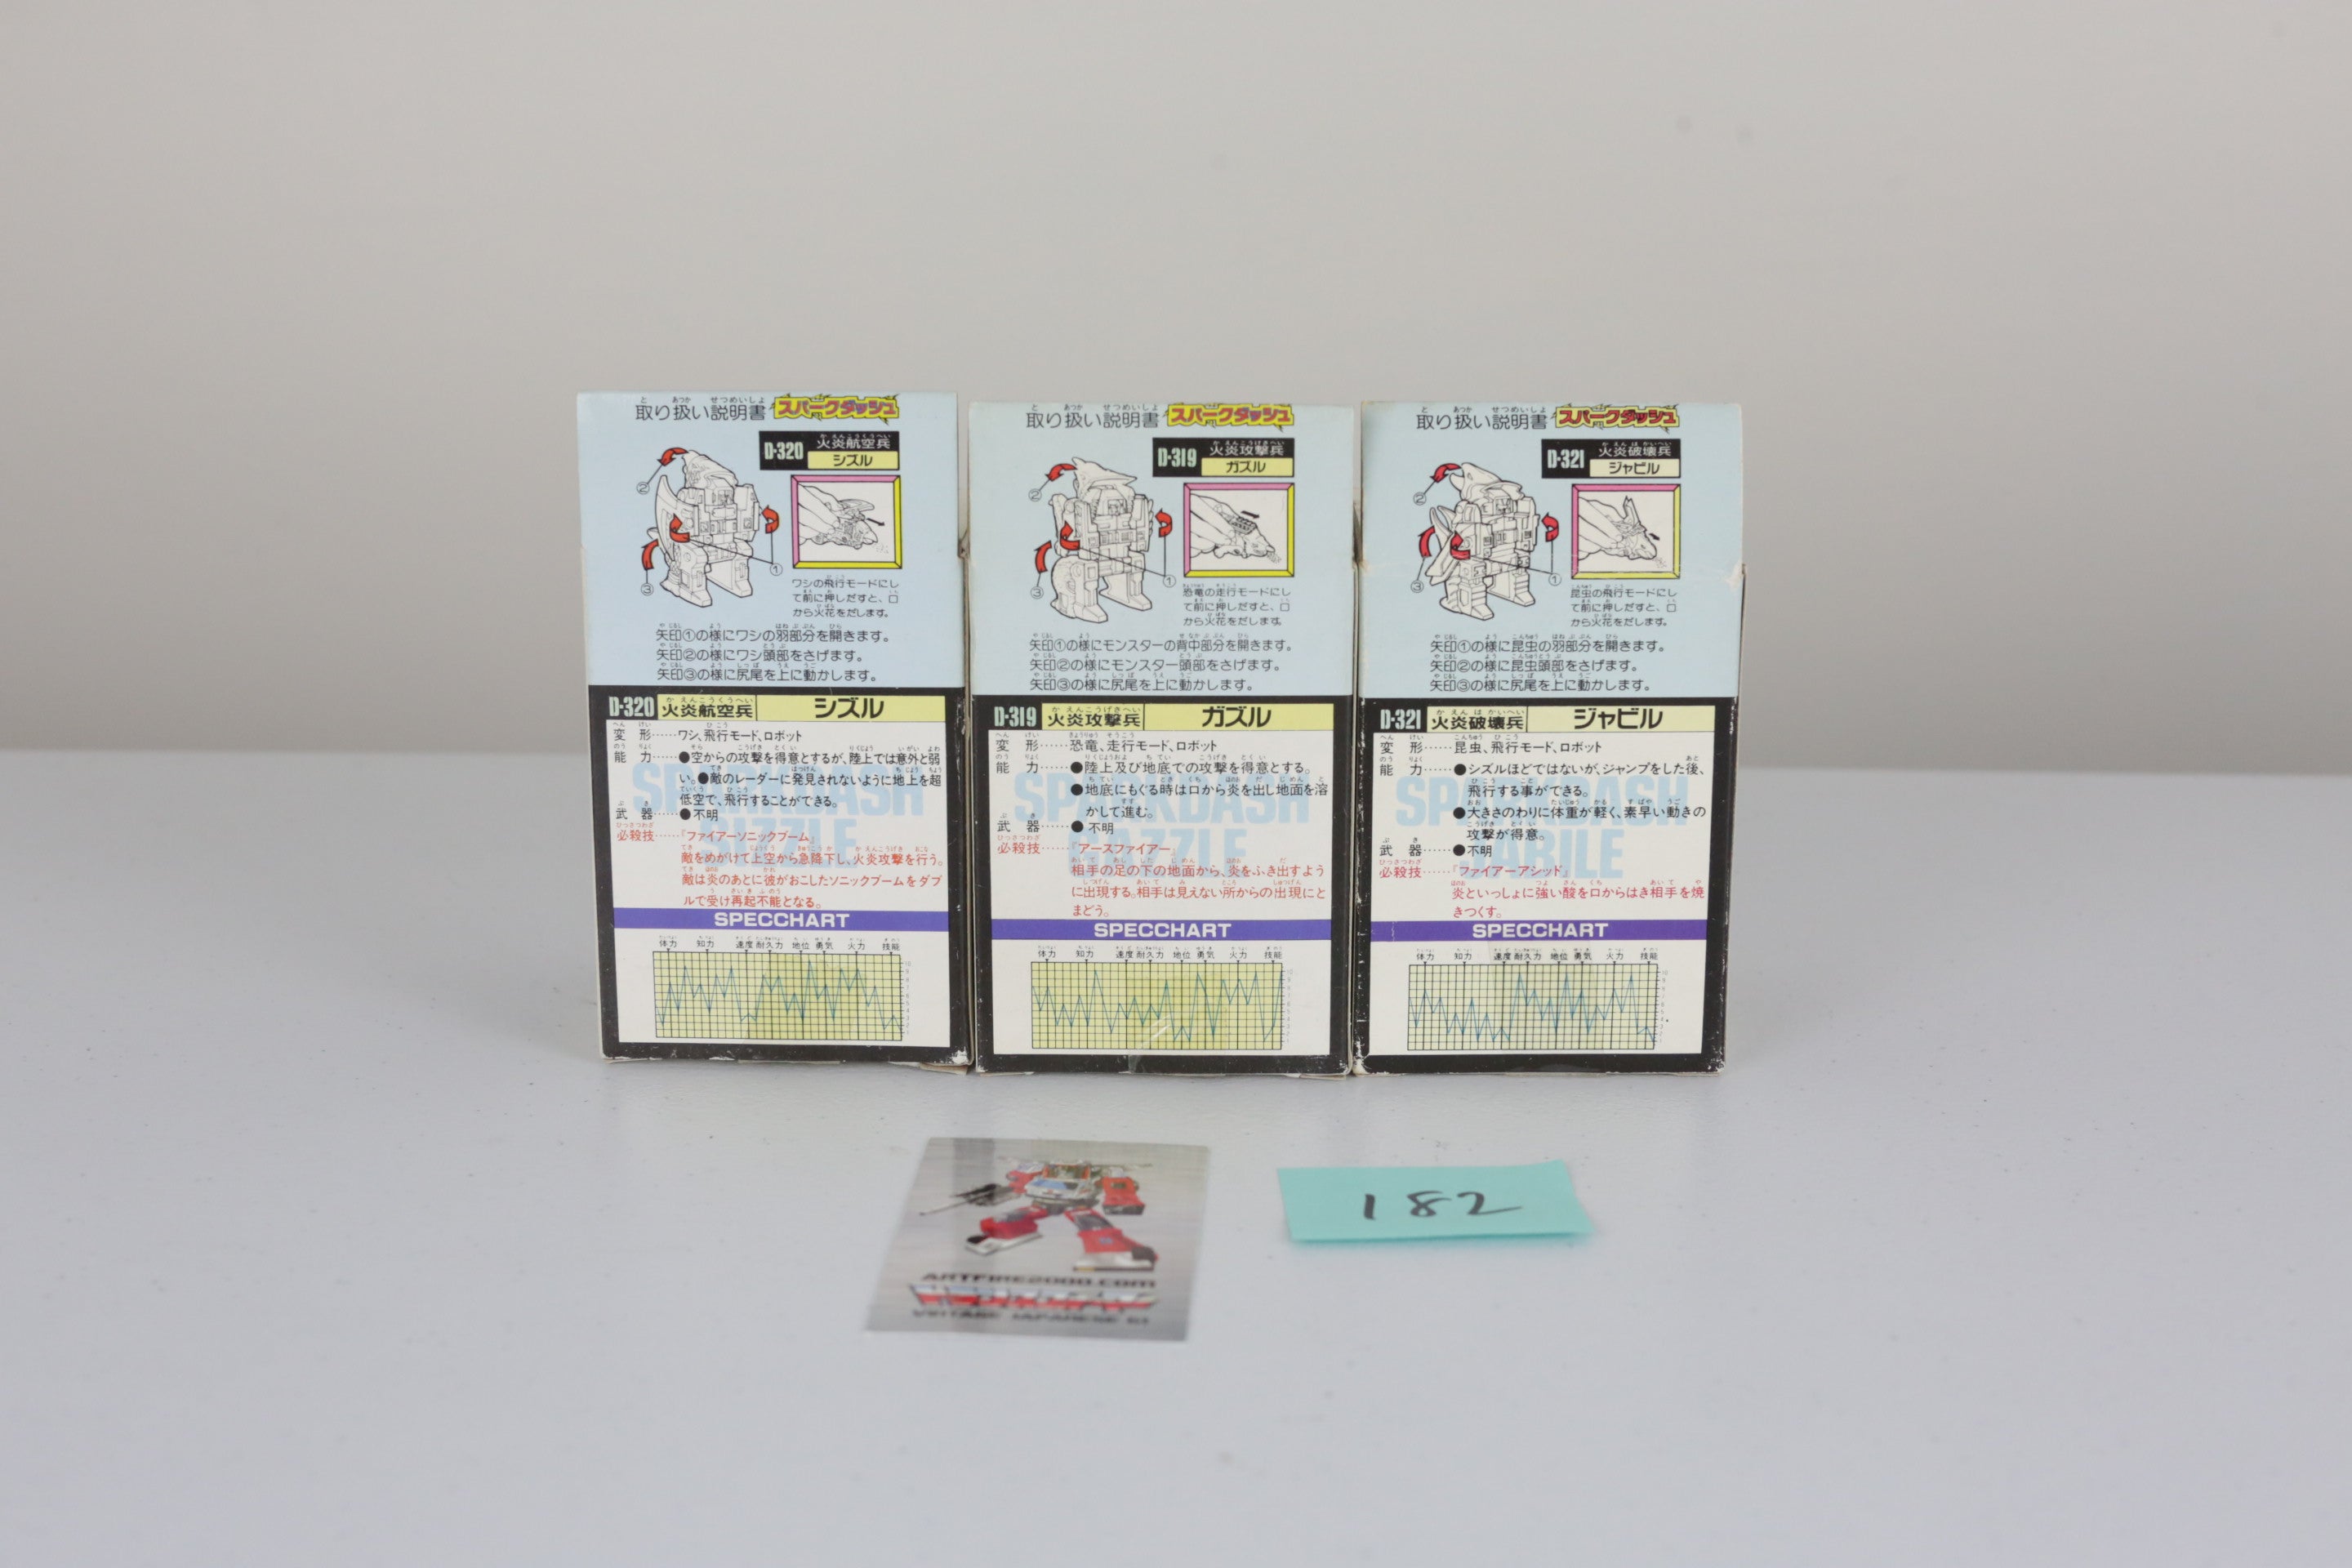 取り扱い説明書 スパークダッシュ
D-320 火炎航空兵
シズル
②
①
③
ワシの飛行モードにし
て前に押しだすと、口
から火花をだします。
矢印①の様にワシの羽部分を開きます。
矢印②の様にワシ頭部をさげます。
矢印③の様に尻尾を上に動かします。
D-320 火炎航空兵 シズル
変形……ワシ、飛行モード、ロボット
能力……●空からの攻撃を得意とするが、陸上では意外と弱
い。●敵のレーダーに発見されないように地上を超
低空で、飛行することができる。
武器……●不明
必殺技……『ファイアーソニックブーム』
敵をめがけて上空から急降下し、火炎攻撃を行う。
敵は炎のあとに彼がおこしたソニックブームをダブ
ルで受け再起不能となる。
SPARKDASH
SIZZLE
SPECCHART
体力 知力 速度 耐久力 地位 勇気 火力 技能
取り扱い説明書 スパークダッシュ
D-319 火炎攻撃兵
ガズル
②
①
③
恐竜の走行モードにし
て前に押しだすと、口
から火花をだします。
矢印①の様にモンスターの背中部分を開きます。
矢印②の様にモンスター頭部をさげます。
矢印③の様に尻尾を上に動かします。
D-319 火炎攻撃兵 ガズル
変形……恐竜、走行モード、ロボット
能力……●陸上及び地底での攻撃を得意とする。
●地底にもぐる時は口から炎を出し地面を溶
かして進む。
武器……●不明
必殺技……『アースファイアー』
相手の足の下の地面から、炎をふき出すよう
に出現する。相手は見えない所からの出現にと
まどう。
SPARKDASH
GAZZLE
SPECCHART
体力 知力 速度 耐久力 地位 勇気 火力 技能
取り扱い説明書 スパークダッシュ
D-321 火炎破壊兵
ジャビル
②
①
③
昆虫の飛行モードにし
て前に押しだすと、口
から火花をだします。
矢印①の様に昆虫の羽部分を開きます。
矢印②の様に昆虫頭部をさげます。
矢印③の様に尻尾を上に動かします。
D-321 火炎破壊兵 ジャビル
変形……昆虫、飛行モード、ロボット
能力……●シズルほどではないが、ジャンプをした後、
飛行する事ができる。
●大きさのわりに体重が軽く、素早い動きの
攻撃が得意。
武器……●不明
必殺技……『ファイアーアシッド』
炎といっしょに強い酸を口からはき相手を焼
きつくす。
SPARKDASH
JABILE
SPECCHART
体力 知力 速度 耐久力 地位 勇気 火力 技能
ARTFIRE2000.com
VINTAGE JAPANESE G1
182